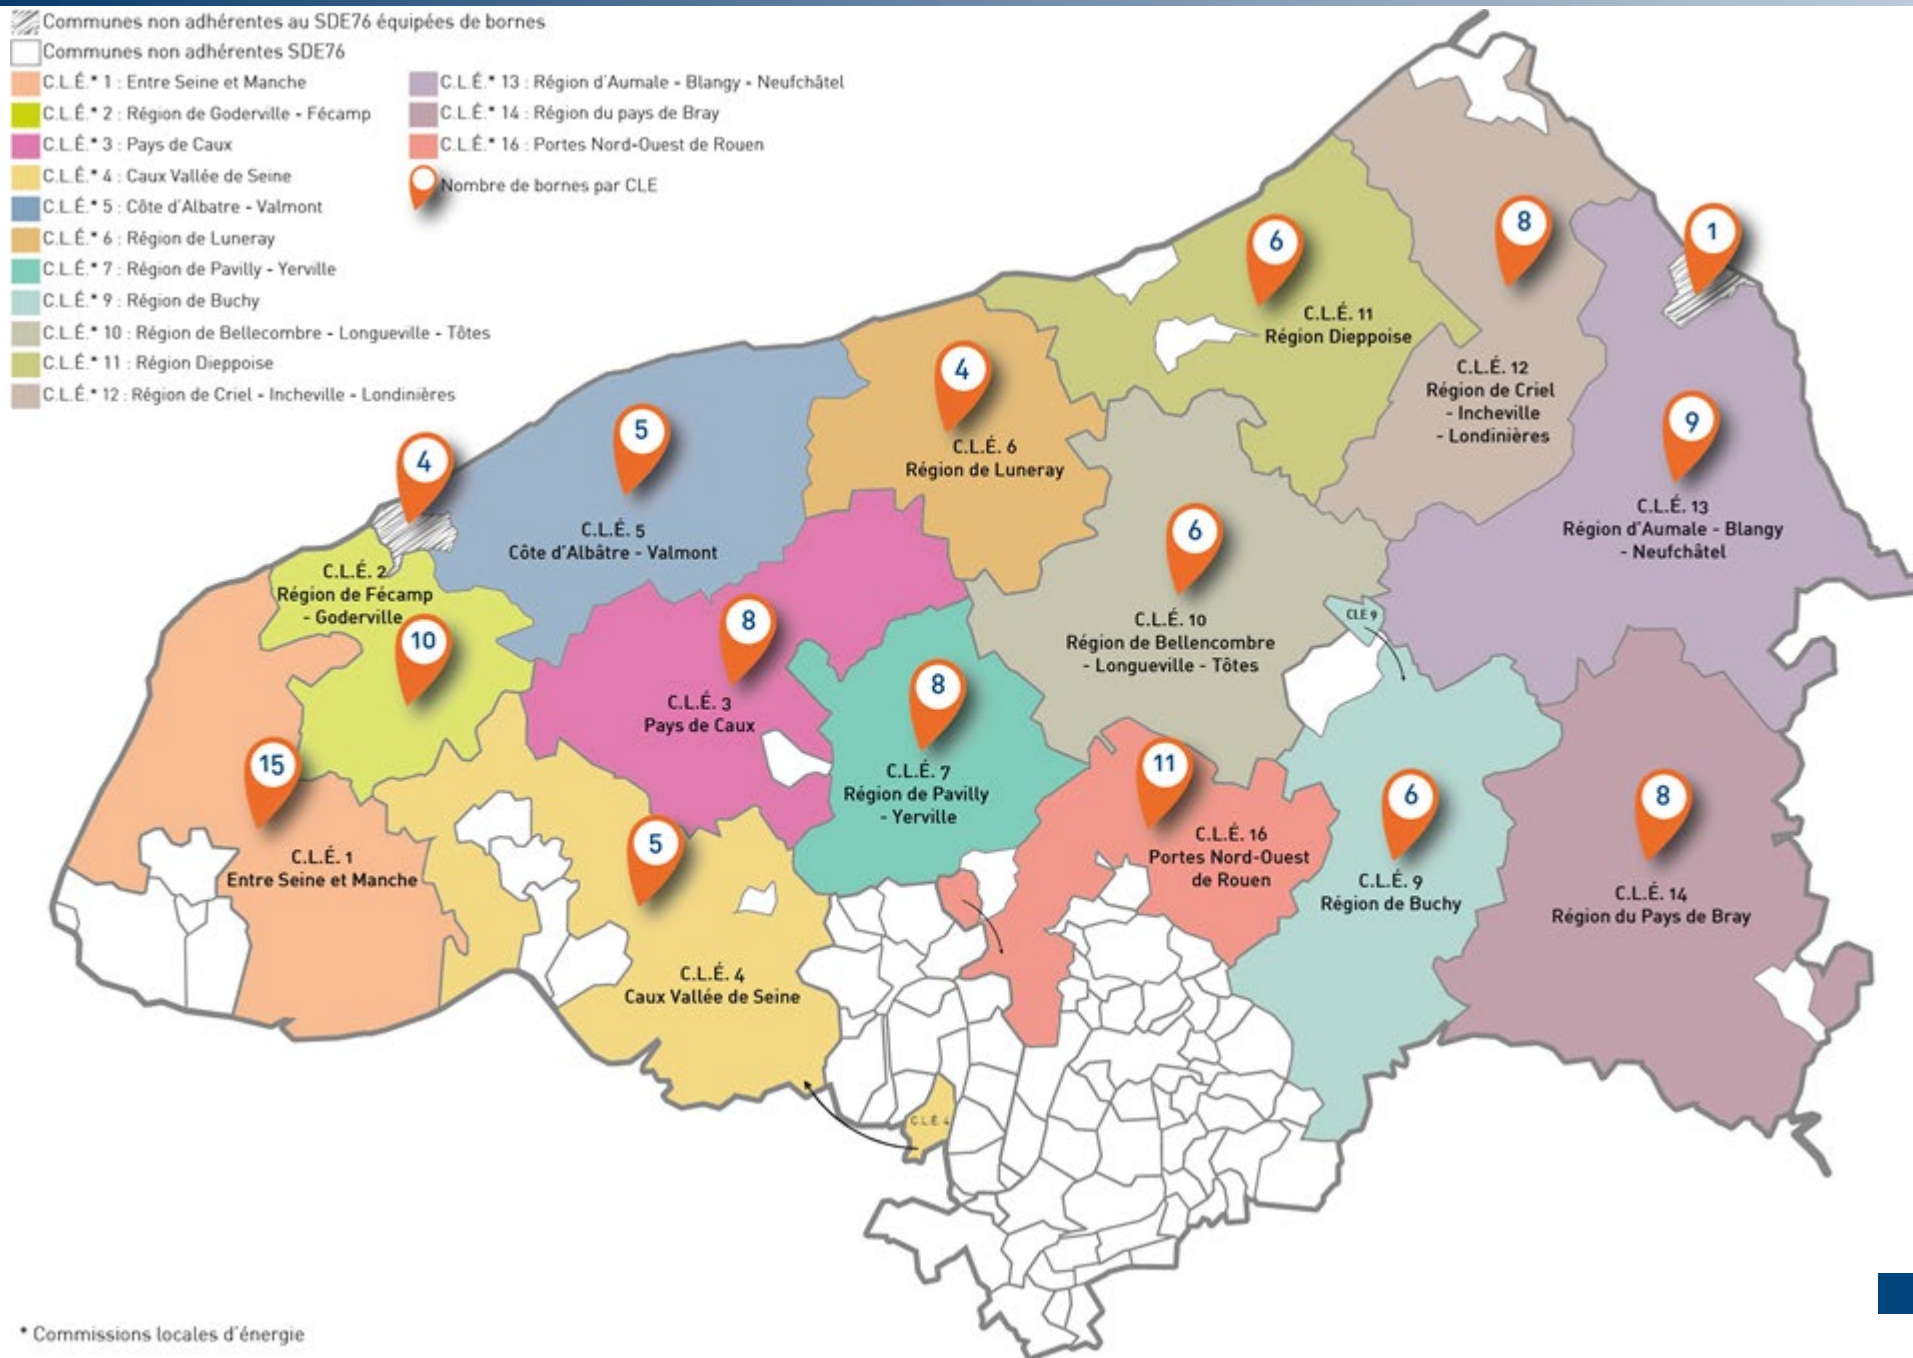 Communes non adhérentes au SDE76 équipées de bornes
Communes non adhérentes SDE76
C.L.É.* 1 : Entre Seine et Manche
C.L.É.* 2 : Région de Goderville - Fécamp
C.L.É.* 3 : Pays de Caux
C.L.É.* 4 : Caux Vallée de Seine
C.L.É.* 5 : Côte d'Albatre - Valmont
C.L.É.* 6 : Région de Luneray
C.L.É.* 7 : Région de Pavilly - Yerville
C.L.É.* 9 : Région de Buchy
C.L.É.* 10 : Région de Bellecombre - Longueville - Tôtes
C.L.É.* 11 : Région Dieppoise
C.L.É.* 12 : Région de Criel - Incheville - Londinières
C.L.É.* 13 : Région d'Aumale - Blangy - Neufchâtel
C.L.É.* 14 : Région du pays de Bray
C.L.É.* 16 : Portes Nord-Ouest de Rouen
Nombre de bornes par CLE
8
1
6
C.L.É. 11
Région Dieppoise
C.L.É. 12
Région de Criel
- Incheville
- Londinières
4
C.L.É. 6
Région de Luneray
9
C.L.É. 13
Région d'Aumale - Blangy
- Neufchâtel
5
C.L.É. 5
Côte d'Albâtre - Valmont
4
C.L.É. 2
Région de Fécamp
- Goderville
10
6
C.L.É. 10
Région de Bellencombre
- Longueville - Tôtes
CLE 9
8
C.L.É. 3
Pays de Caux
8
C.L.É. 7
Région de Pavilly
- Yerville
15
C.L.É. 1
Entre Seine et Manche
11
C.L.É. 16
Portes Nord-Ouest
de Rouen
6
C.L.É. 9
Région de Buchy
8
C.L.É. 14
Région du Pays de Bray
5
C.L.É. 4
Caux Vallée de Seine
C.L.É. 4
* Commissions locales d'énergie